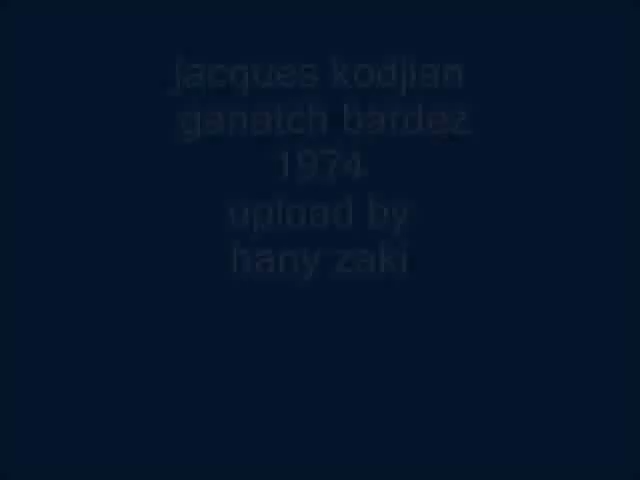 jacques kodjian
ganatch bardez
1974
upload by
hany zaki